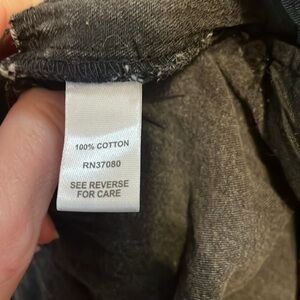 100% COTTON
RN37080
SEE REVERSE
FOR CARE